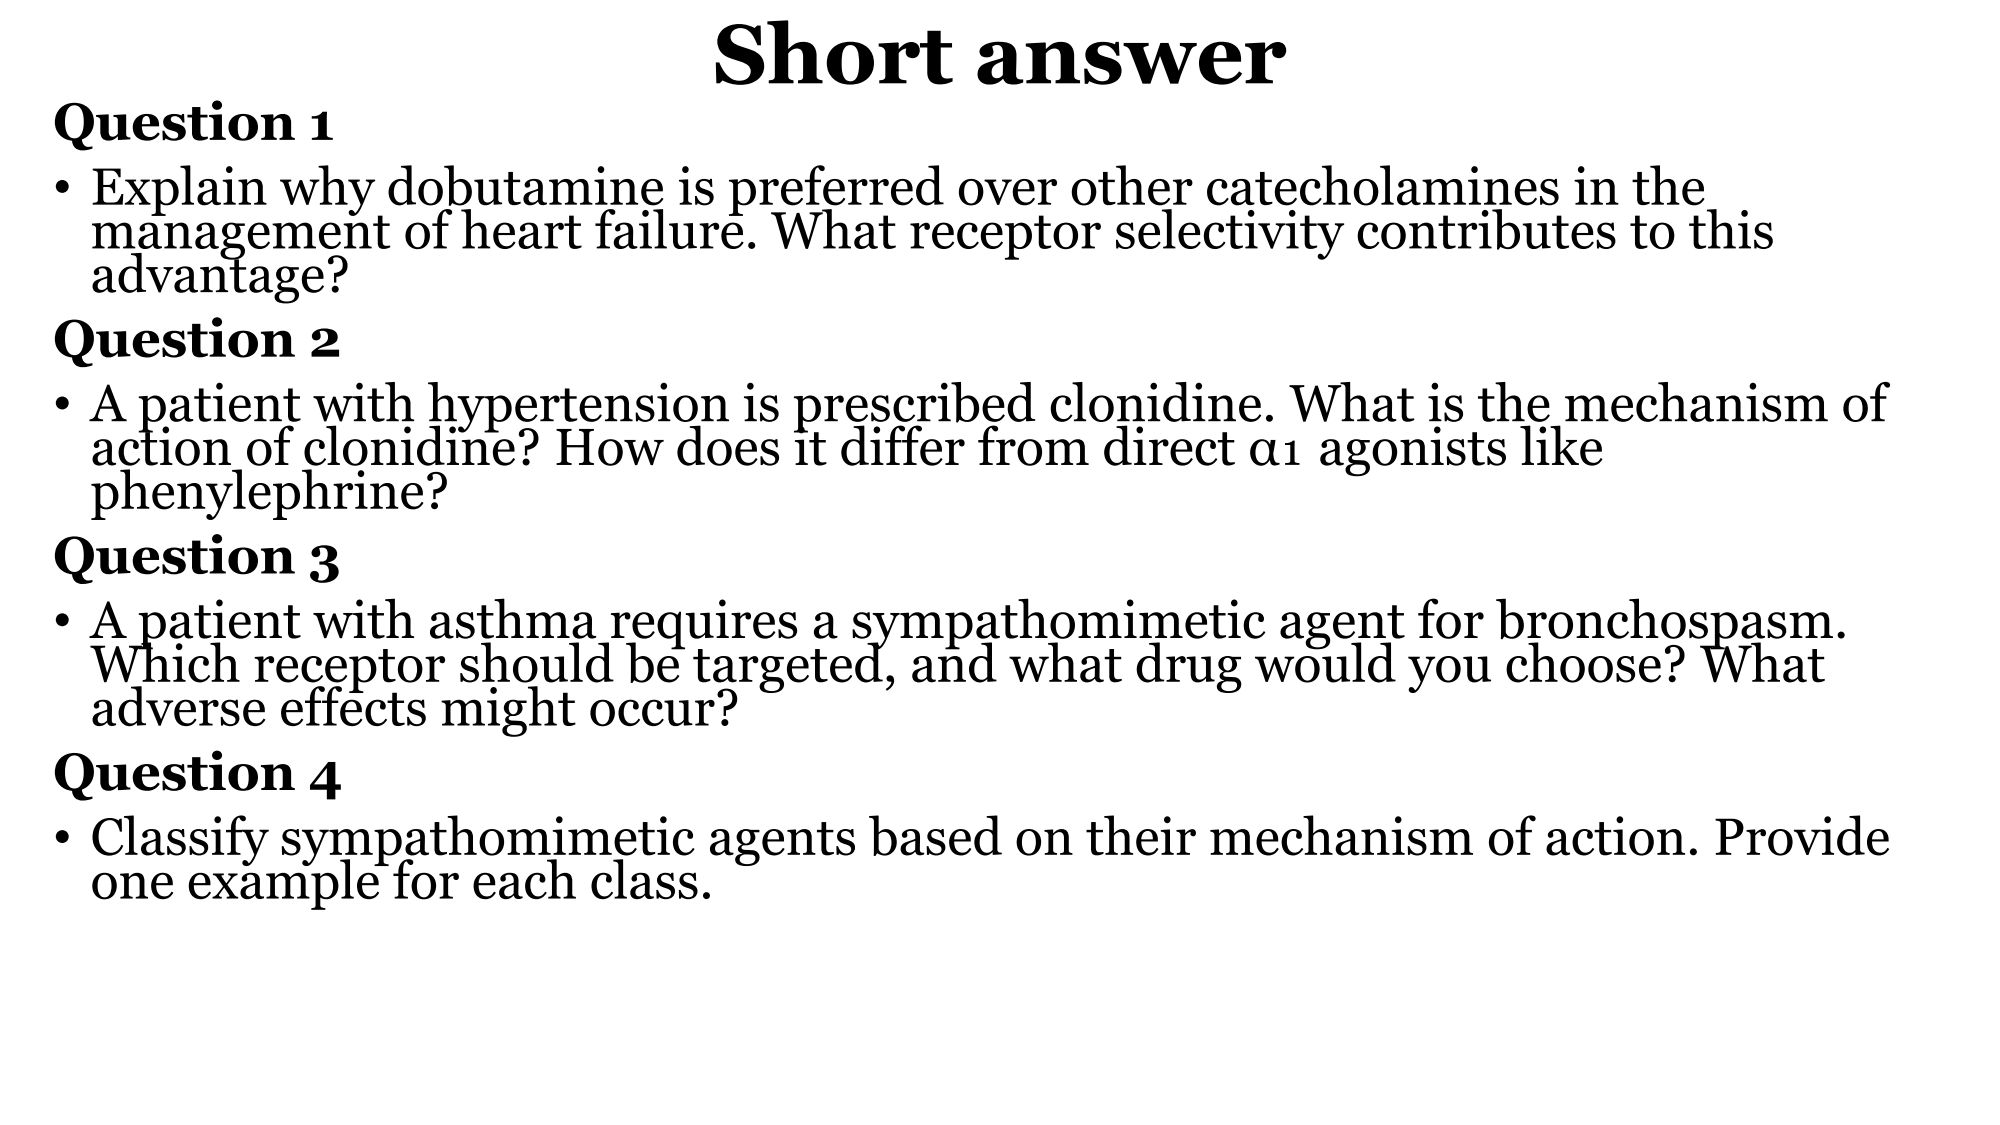 Short answer
Question 1
• Explain why dobutamine is preferred over other catecholamines in the
management of heart failure. What receptor selectivity contributes to this
advantage?
Question 2
• A patient with hypertension is prescribed clonidine. What is the mechanism of
action of clonidine? How does it differ from direct α1 agonists like
phenylephrine?
Question 3
• A patient with asthma requires a sympathomimetic agent for bronchospasm.
Which receptor should be targeted, and what drug would you choose? What
adverse effects might occur?
Question 4
• Classify sympathomimetic agents based on their mechanism of action. Provide
one example for each class.